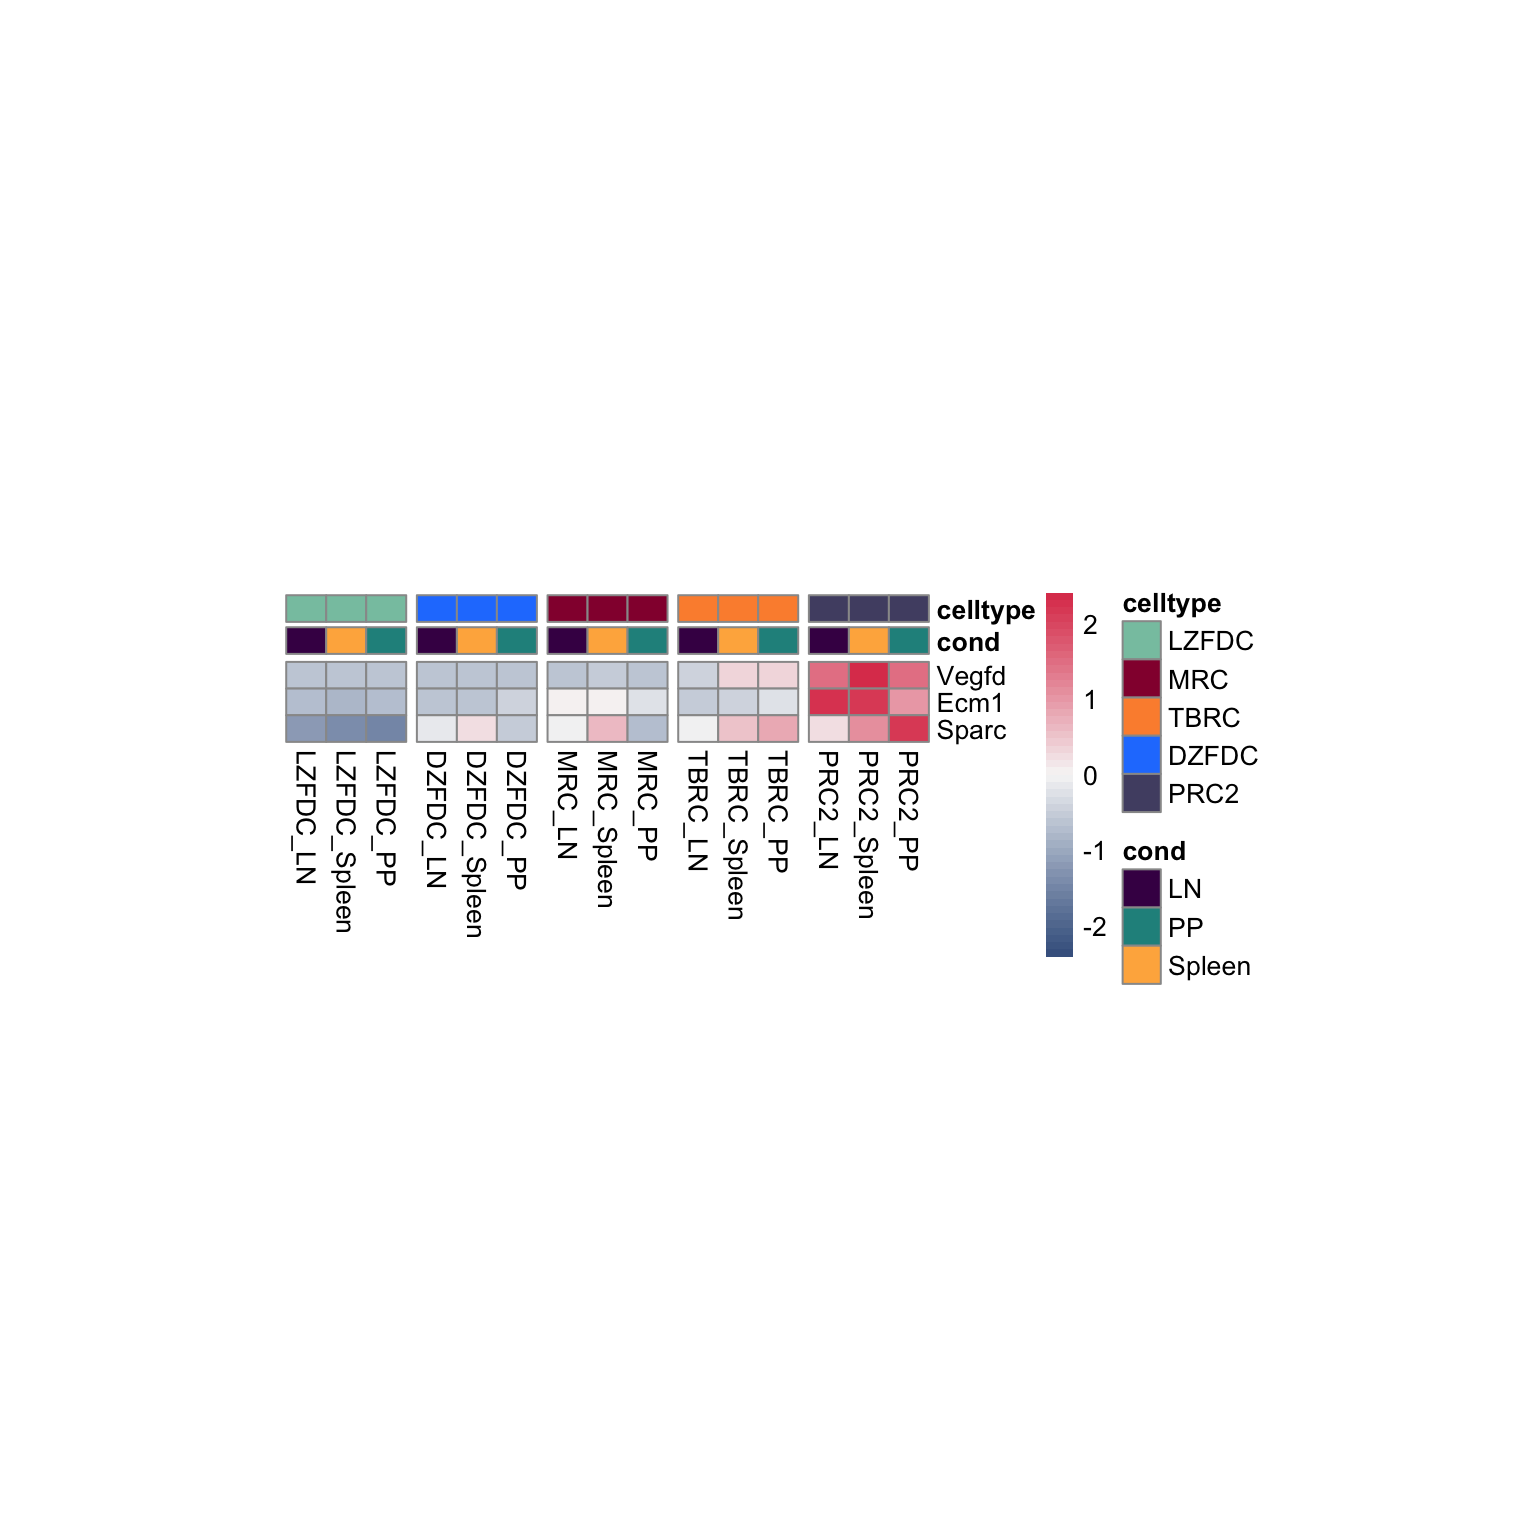 celltype
cond
Vegfd
Ecm1
Sparc
LZFDC_LN
LZFDC_Spleen
LZFDC_PP
DZFDC_LN
DZFDC_Spleen
DZFDC_PP
MRC_LN
MRC_Spleen
MRC_PP
TBRC_LN
TBRC_Spleen
TBRC_PP
PRC2_LN
PRC2_Spleen
PRC2_PP
2
1
0
-1
-2
celltype
LZFDC
MRC
TBRC
DZFDC
PRC2
cond
LN
PP
Spleen